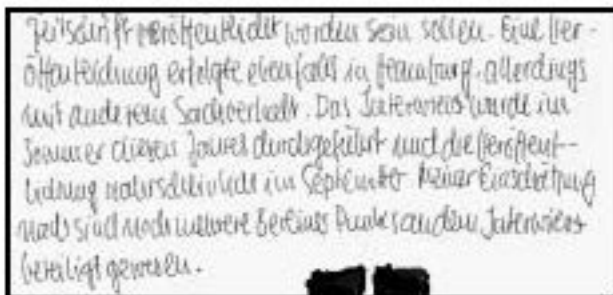 Zeitschrift veröffentlicht worden sein sollen. Eine Ver-
öffentlichung erfolgte ebenfalls in Hamburg, allerdings
mit anderem Sachverhalt. Das Interview wurde im
Sommer diesen Jahres durchgeführt und die Veröffent-
lichung wahrscheinlich im September. Meiner Einschätzung
nach sind noch mehrere Berliner Punks an dem Interview
beteiligt gewesen.